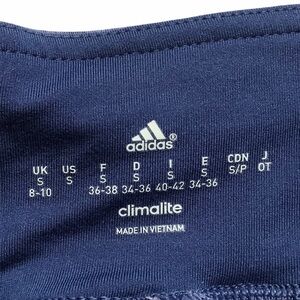 adidas®
UK US F D I E CDN J
S S S S S S S/P OT
8-10 36-38 34-36 40-42 34-36
climalite
MADE IN VIETNAM